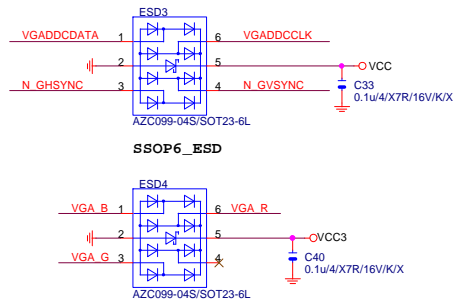 ESD3
VGADDCDATA 1 6 VGADDCCLK
2 5 VCC
N_GHSYNC 3 4 N_GVSYNC
C33
0.1u/4/X7R/16V/K/X
AZC099-04S/SOT23-6L
SSOP6_ESD
ESD4
VGA_B 1 6 VGA_R
2 5 VCC3
VGA_G 3 4
C40
0.1u/4/X7R/16V/K/X
AZC099-04S/SOT23-6L